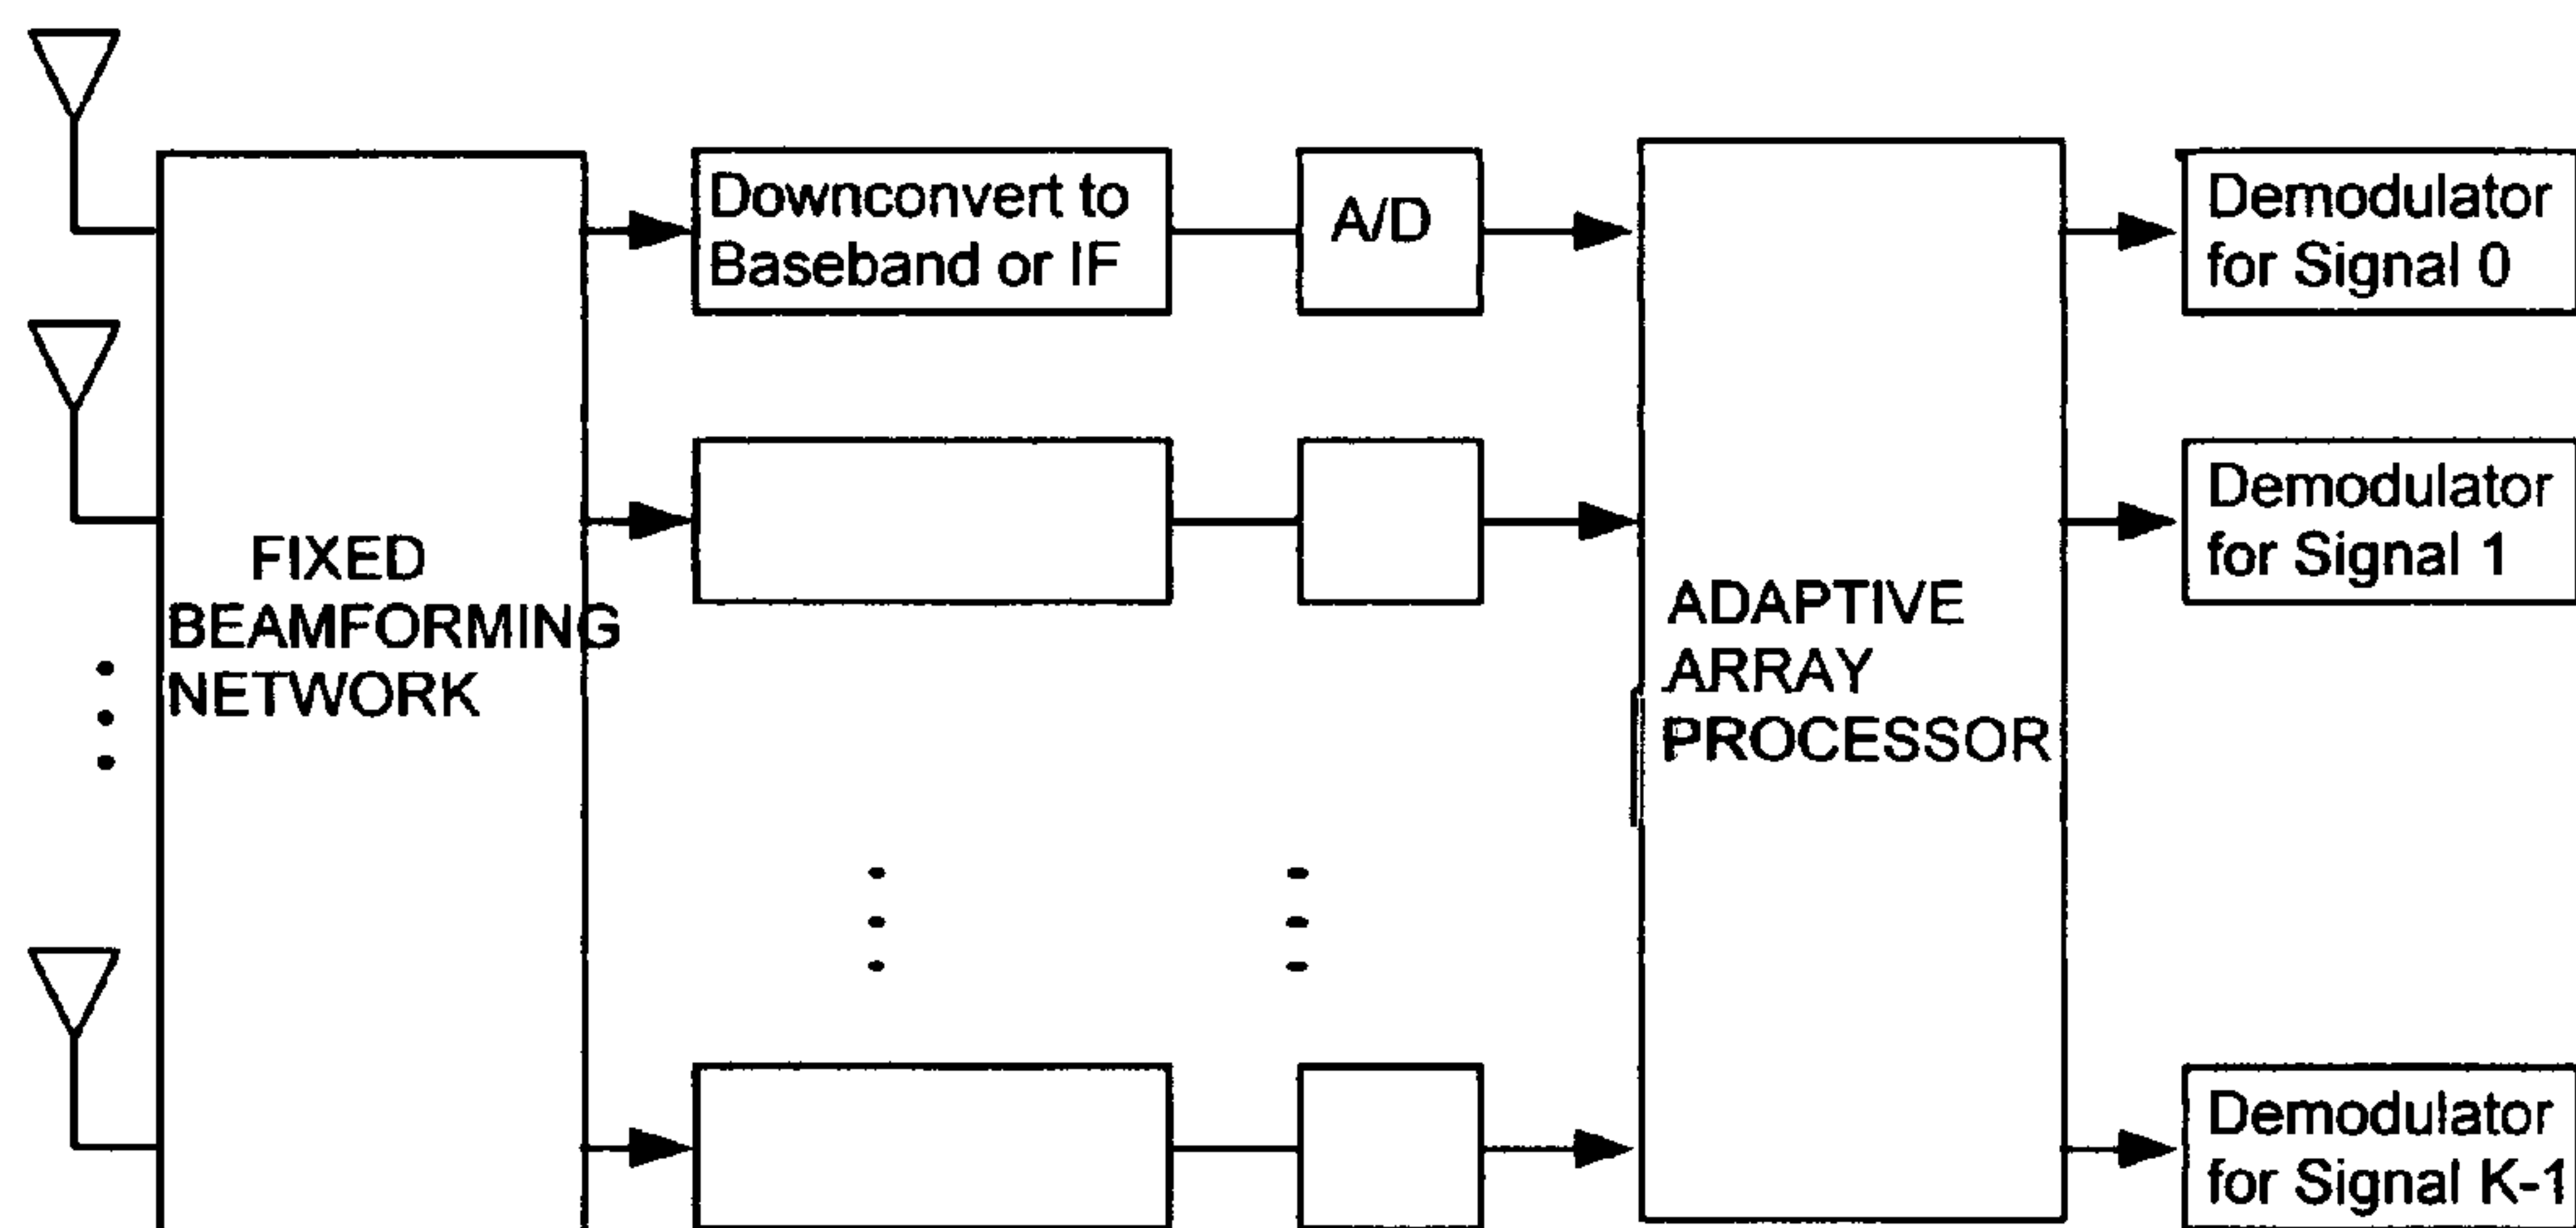 Downconvert to
Baseband or IF
A/D
Demodulator
for Signal 0
FIXED
BEAMFORMING
NETWORK
ADAPTIVE
ARRAY
PROCESSOR
Demodulator
for Signal 1
Demodulator
for Signal K-1